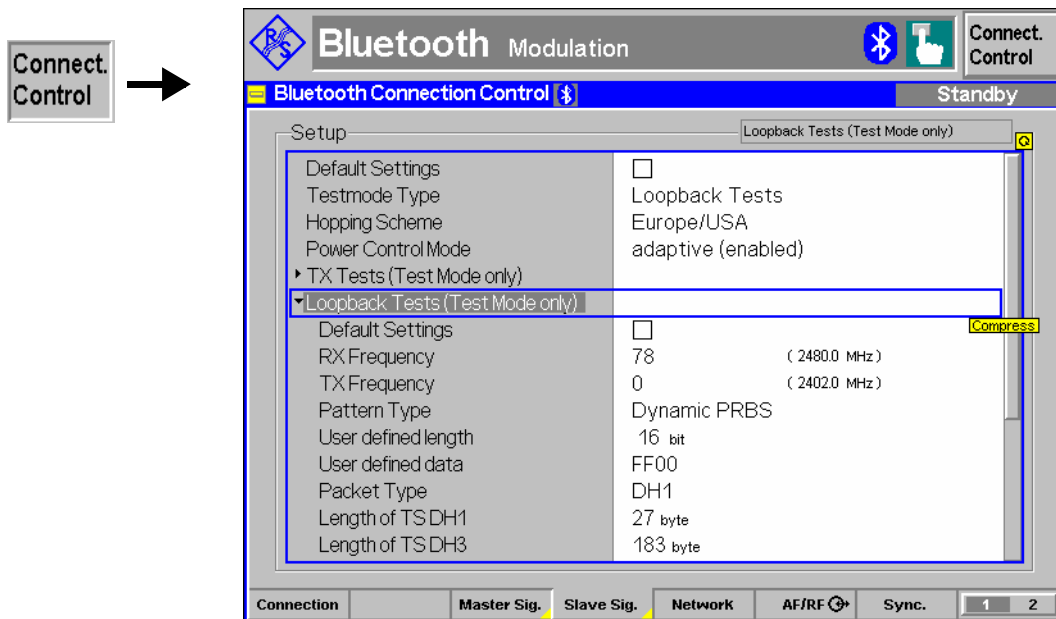 Connect.
Control
R&S
Bluetooth Modulation
Connect.
Control
Bluetooth Connection Control
Standby
Setup
Loopback Tests (Test Mode only)
Default Settings
Testmode Type Loopback Tests
Hopping Scheme Europe/USA
Power Control Mode adaptive (enabled)
TX Tests (Test Mode only)
Loopback Tests (Test Mode only)
Compress
Default Settings
RX Frequency 78 ( 2480.0 MHz )
TX Frequency 0 ( 2402.0 MHz )
Pattern Type Dynamic PRBS
User defined length 16 bit
User defined data FF00
Packet Type DH1
Length of TS DH1 27 byte
Length of TS DH3 183 byte
Connection Master Sig. Slave Sig. Network AF/RF Sync. 1 2